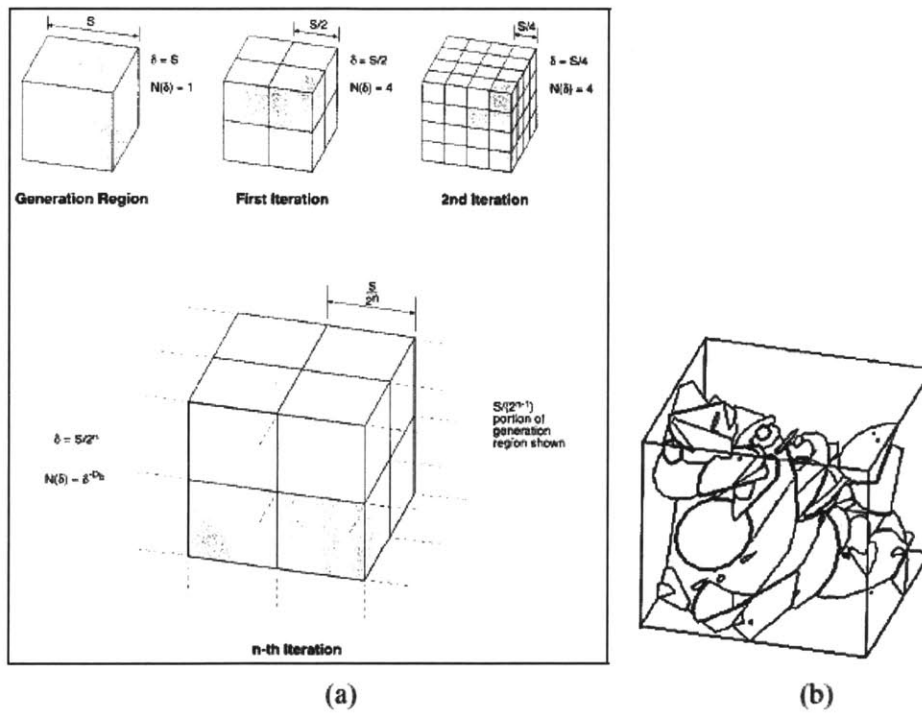 S
δ = S
N(δ) = 1
Generation Region
S/2
δ = S/2
N(δ) = 4
First Iteration
S/4
δ = S/4
N(δ) = 4
2nd Iteration
S
2ⁿ
δ = S/2ⁿ
N(δ) = δ^-D_b
S/(2ⁿ⁻¹)
portion of
generation
region shown
n-th Iteration
(a)
(b)